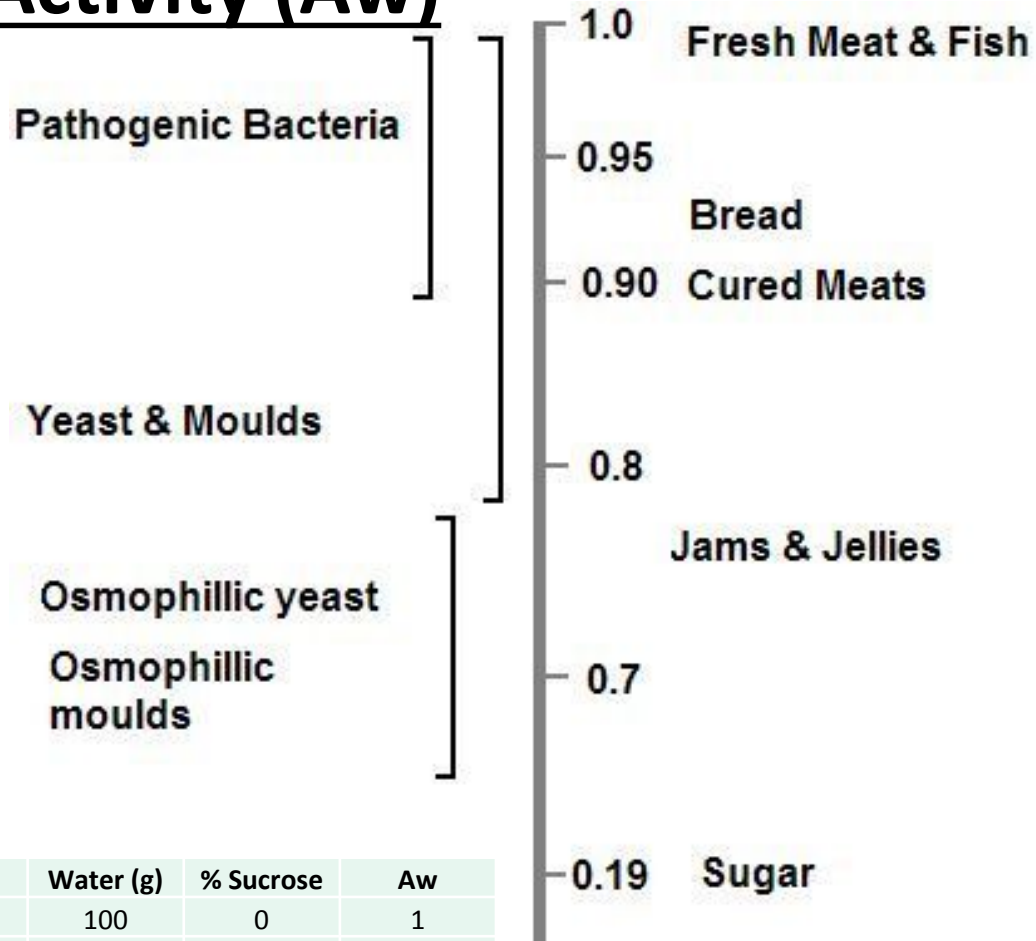 Activity (Aw)
1.0
Fresh Meat & Fish
Pathogenic Bacteria
0.95
Bread
0.90
Cured Meats
Yeast & Moulds
0.8
Jams & Jellies
Osmophillic yeast
Osmophillic
moulds
0.7
0.19
Sugar
Water (g) % Sucrose Aw
100 0 1